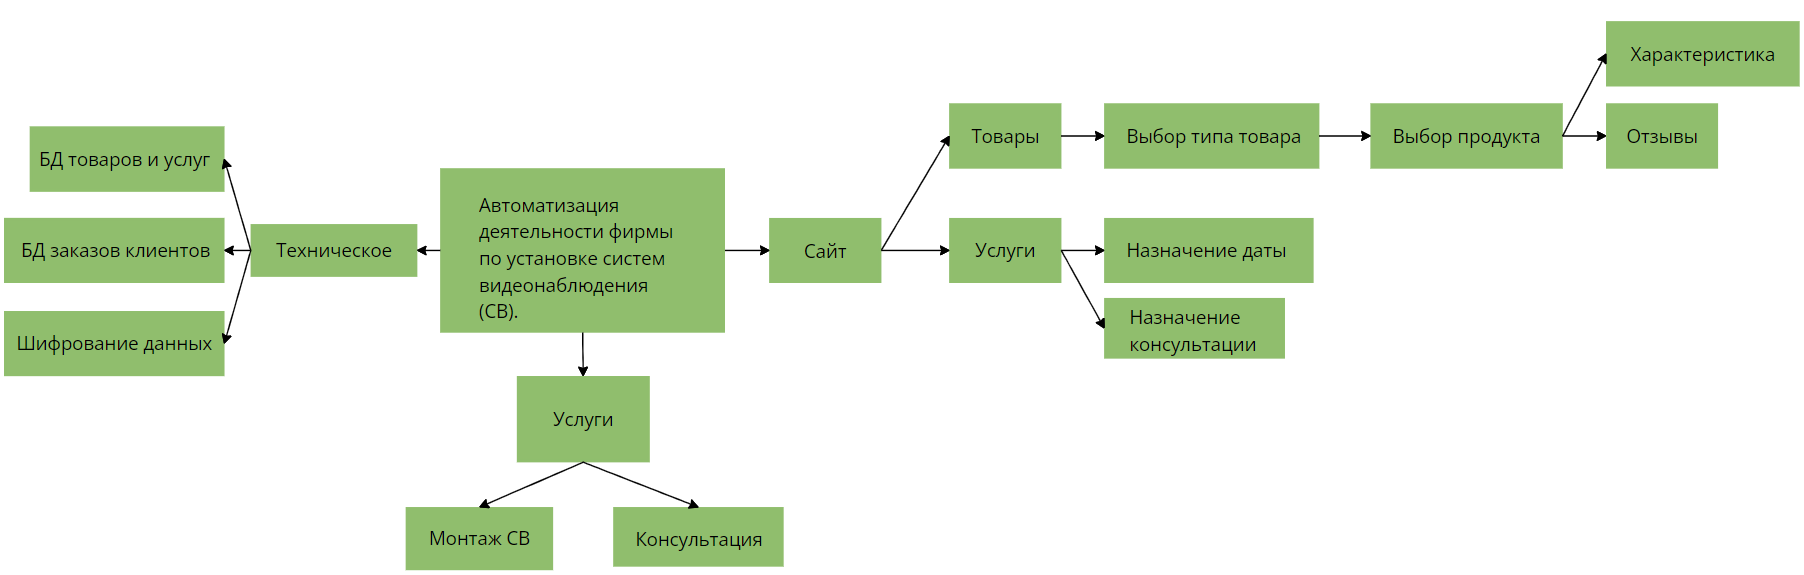 Характеристика
Товары
Выбор типа товара
Выбор продукта
Отзывы
БД товаров и услуг
Автоматизация
деятельности фирмы
по установке систем
видеонаблюдения
(СВ).
БД заказов клиентов
Техническое
Сайт
Услуги
Назначение даты
Назначение
консультации
Шифрование данных
Услуги
Монтаж СВ
Консультация